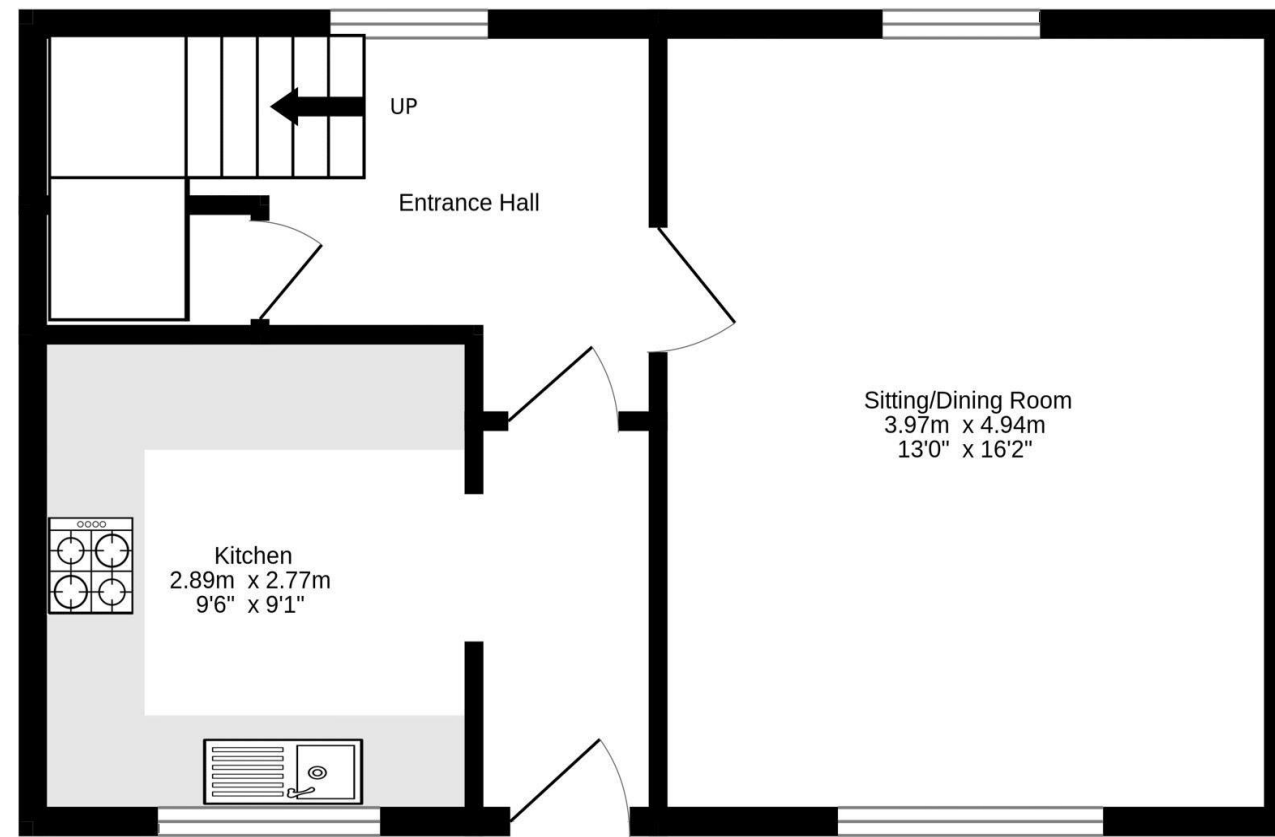 UP
Entrance Hall
Sitting/Dining Room
3.97m x 4.94m
13'0" x 16'2"
Kitchen
2.89m x 2.77m
9'6" x 9'1"